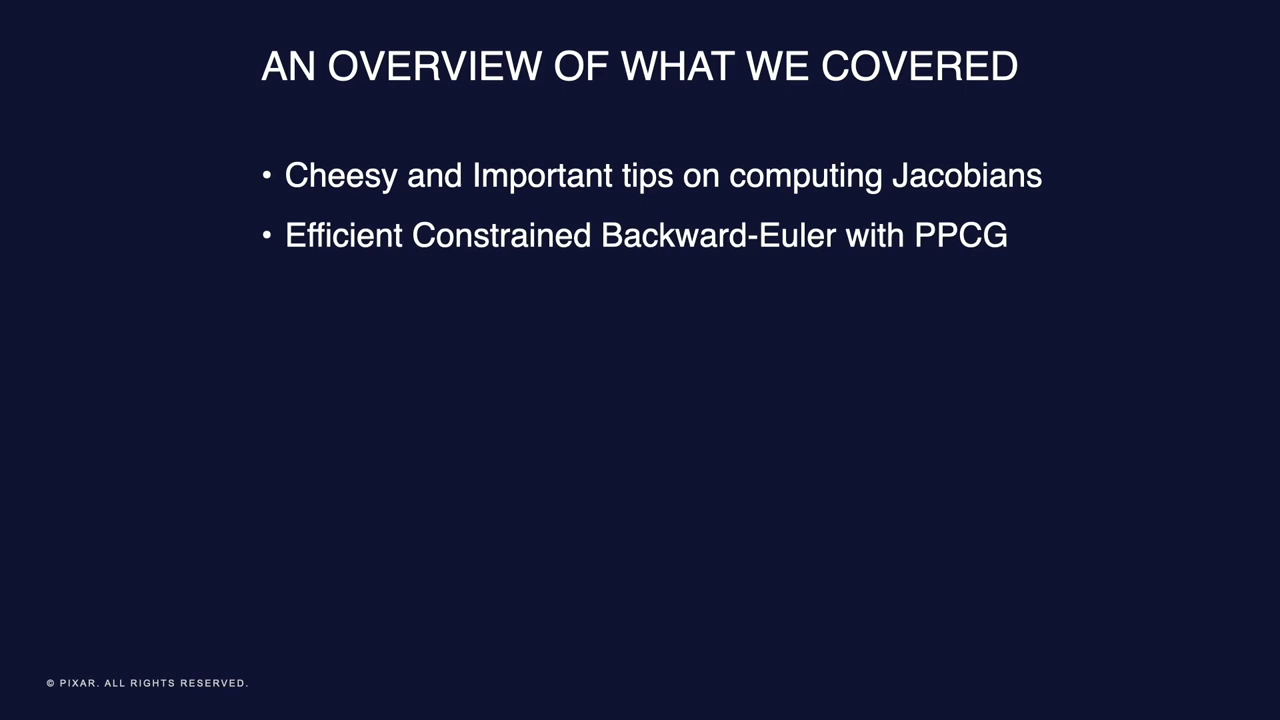 AN OVERVIEW OF WHAT WE COVERED
• Cheesy and Important tips on computing Jacobians
• Efficient Constrained Backward-Euler with PPCG
© PIXAR. ALL RIGHTS RESERVED.